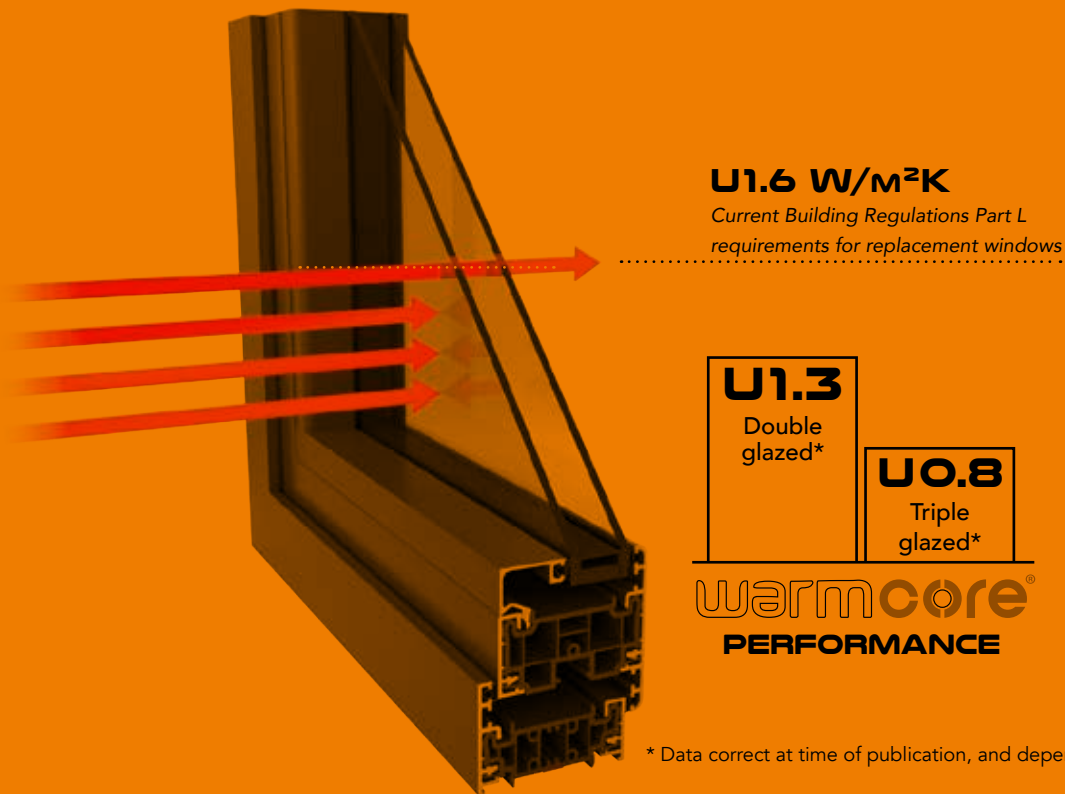 U1.6 W/M²K
Current Building Regulations Part L
requirements for replacement windows
U1.3
Double
glazed*
U0.8
Triple
glazed*
warmcore®
PERFORMANCE
* Data correct at time of publication, and depe